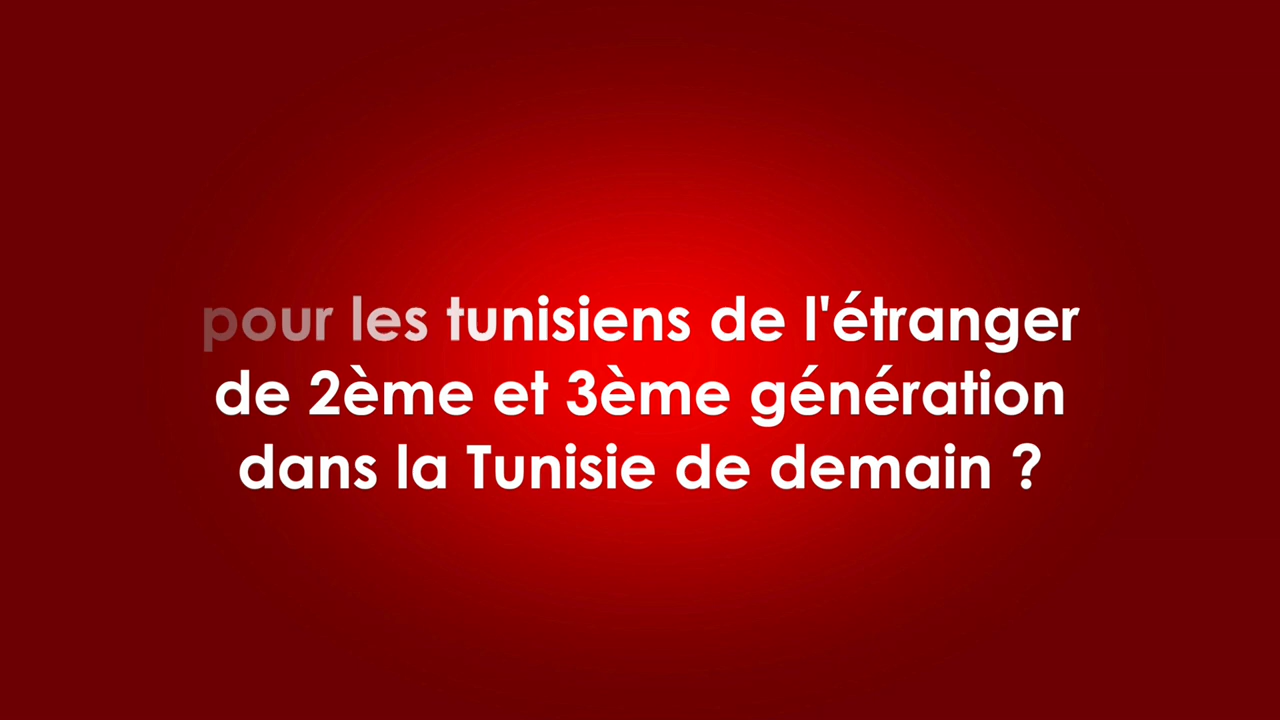 pour les tunisiens de l'étranger
de 2ème et 3ème génération
dans la Tunisie de demain ?